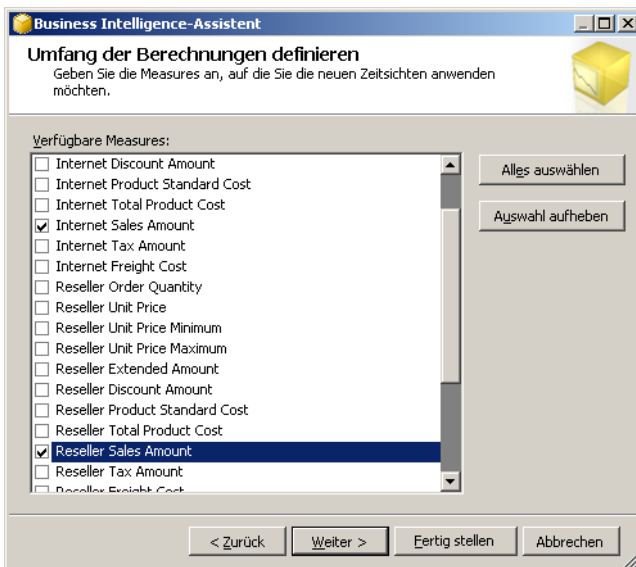 Business Intelligence-Assistent
Umfang der Berechnungen definieren
Geben Sie die Measures an, auf die Sie die neuen Zeitsichten anwenden
möchten.
Verfügbare Measures:
Internet Discount Amount
Internet Product Standard Cost
Internet Total Product Cost
Internet Sales Amount
Internet Tax Amount
Internet Freight Cost
Reseller Order Quantity
Reseller Unit Price
Reseller Unit Price Minimum
Reseller Unit Price Maximum
Reseller Extended Amount
Reseller Discount Amount
Reseller Product Standard Cost
Reseller Total Product Cost
Reseller Sales Amount
Reseller Tax Amount
Reseller Freight Cost
Alles auswählen
Auswahl aufheben
< Zurück
Weiter >
Fertig stellen
Abbrechen